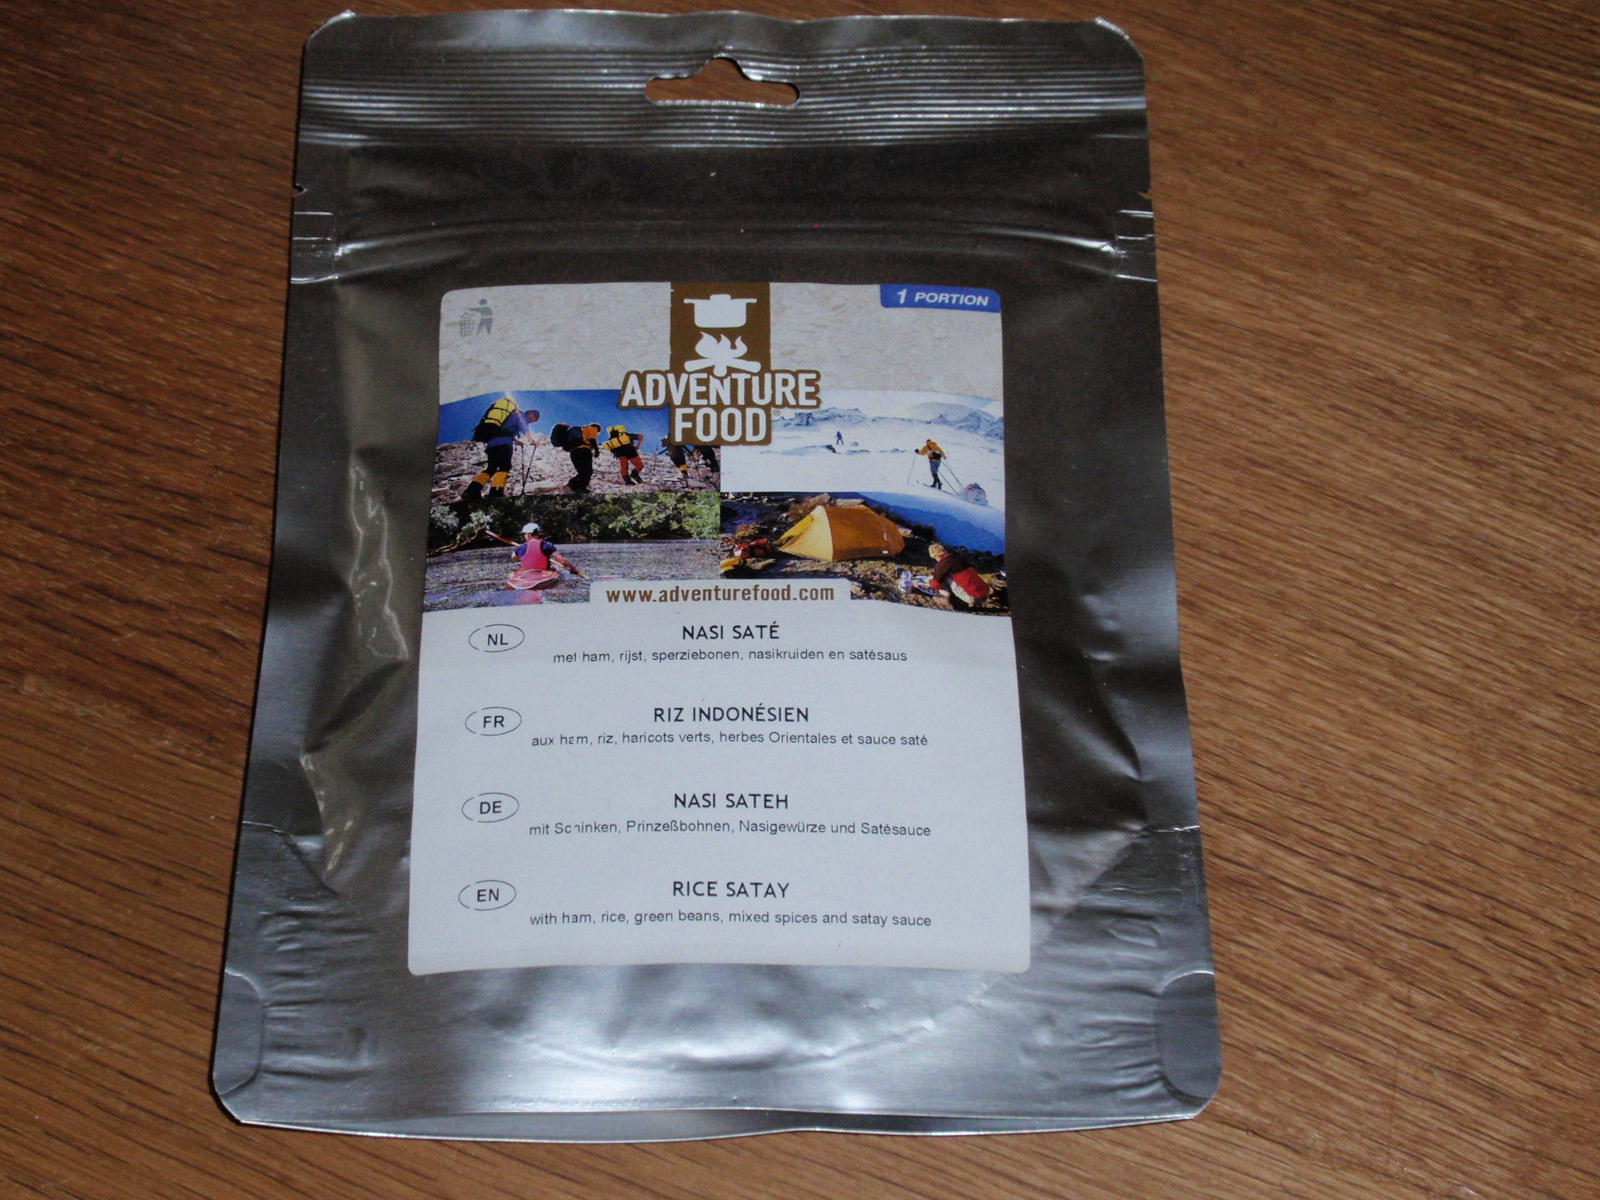 1 PORTION
ADVENTURE
FOOD®
www.adventurefood.com
NL
NASI SATÉ
met ham, rijst, sperziebonen, nasikruiden en satésaus
FR
RIZ INDONÉSIEN
aux ham, riz, haricots verts, herbes Orientales et sauce saté
DE
NASI SATEH
mit Schinken, Prinzeßbohnen, Nasigewürze und Satésauce
EN
RICE SATAY
with ham, rice, green beans, mixed spices and satay sauce